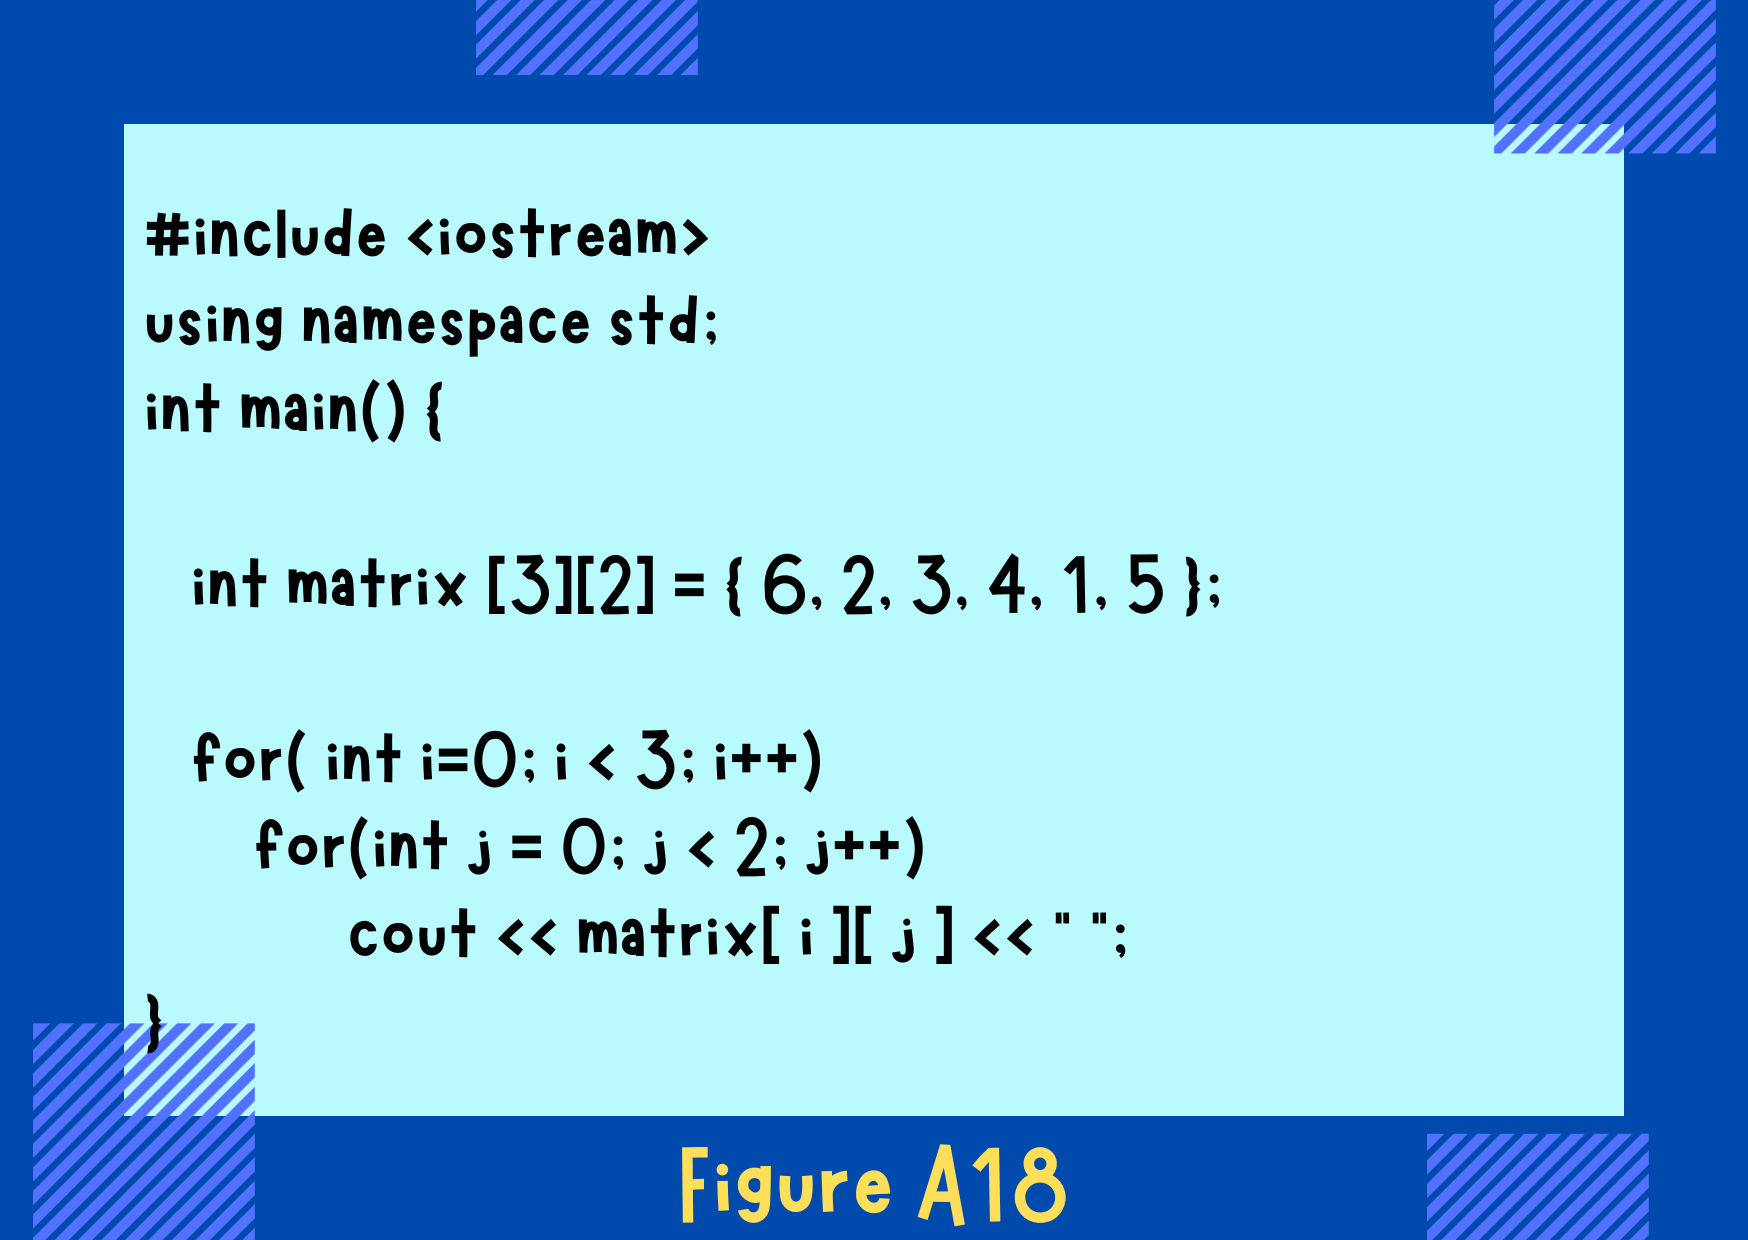 #include <iostream>
using namespace std;
int main() {
int matrix [3][2] = { 6, 2, 3, 4, 1, 5 };
for( int i=0; i < 3; i++)
for(int j = 0; j < 2; j++)
cout << matrix[ i ][ j ] << " ";
}
Figure A18